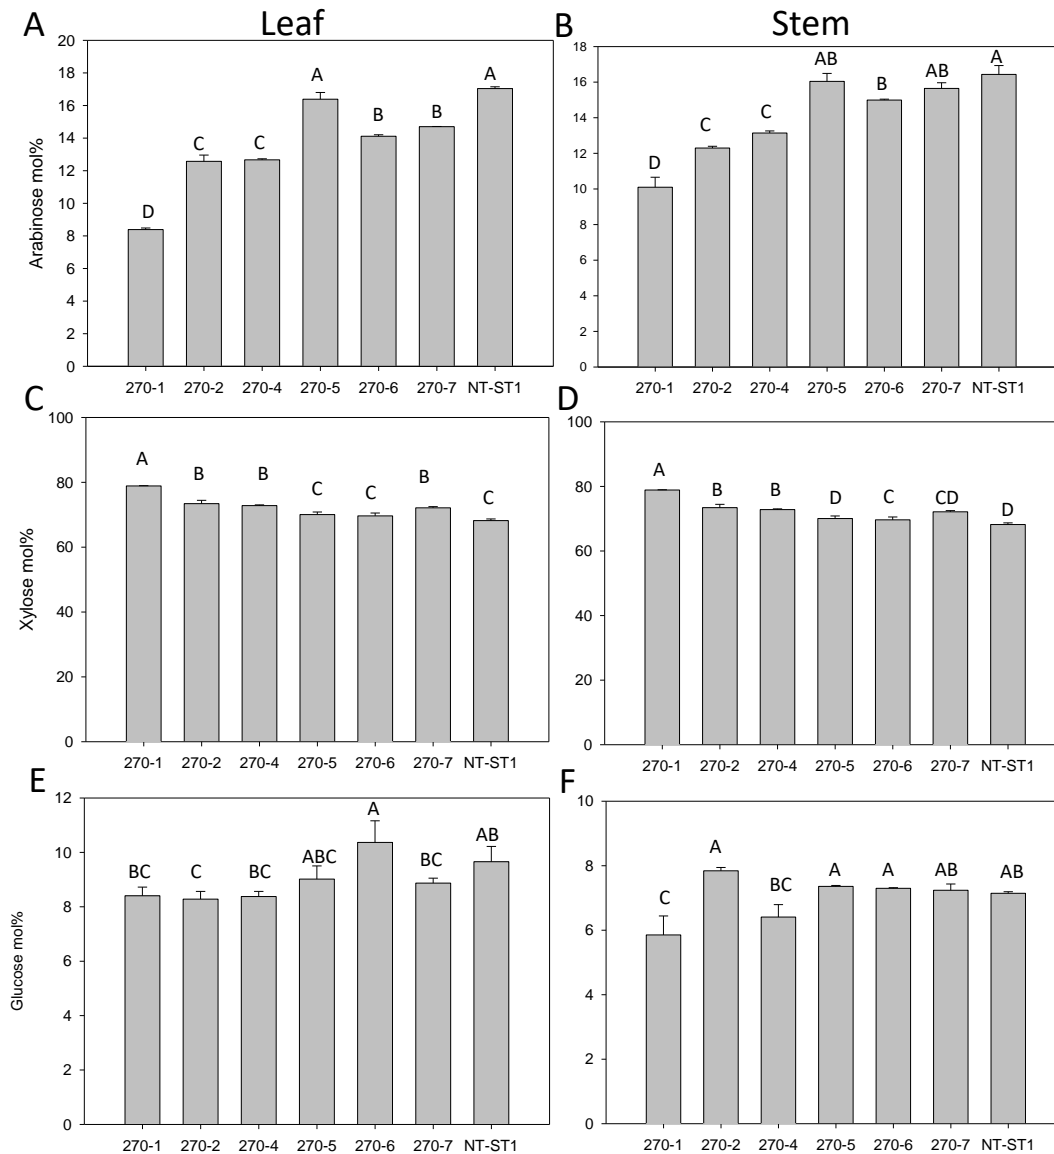 A Leaf
Arabinose mol%
20
18
16
14
12
10
8
6
4
2
0
D C C A B B A
270-1 270-2 270-4 270-5 270-6 270-7 NT-ST1
B Stem
18
16
14
12
10
8
6
4
2
0
D C C AB B AB A
270-1 270-2 270-4 270-5 270-6 270-7 NT-ST1
C
Xylose mol%
100
80
60
40
20
0
A B B C C B C
270-1 270-2 270-4 270-5 270-6 270-7 NT-ST1
D
100
80
60
40
20
0
A B B D C CD D
270-1 270-2 270-4 270-5 270-6 270-7 NT-ST1
E
Glucose mol%
12
10
8
6
4
2
0
BC C BC ABC A BC AB
270-1 270-2 270-4 270-5 270-6 270-7 NT-ST1
F
10
8
6
4
2
0
C A BC A A AB AB
270-1 270-2 270-4 270-5 270-6 270-7 NT-ST1